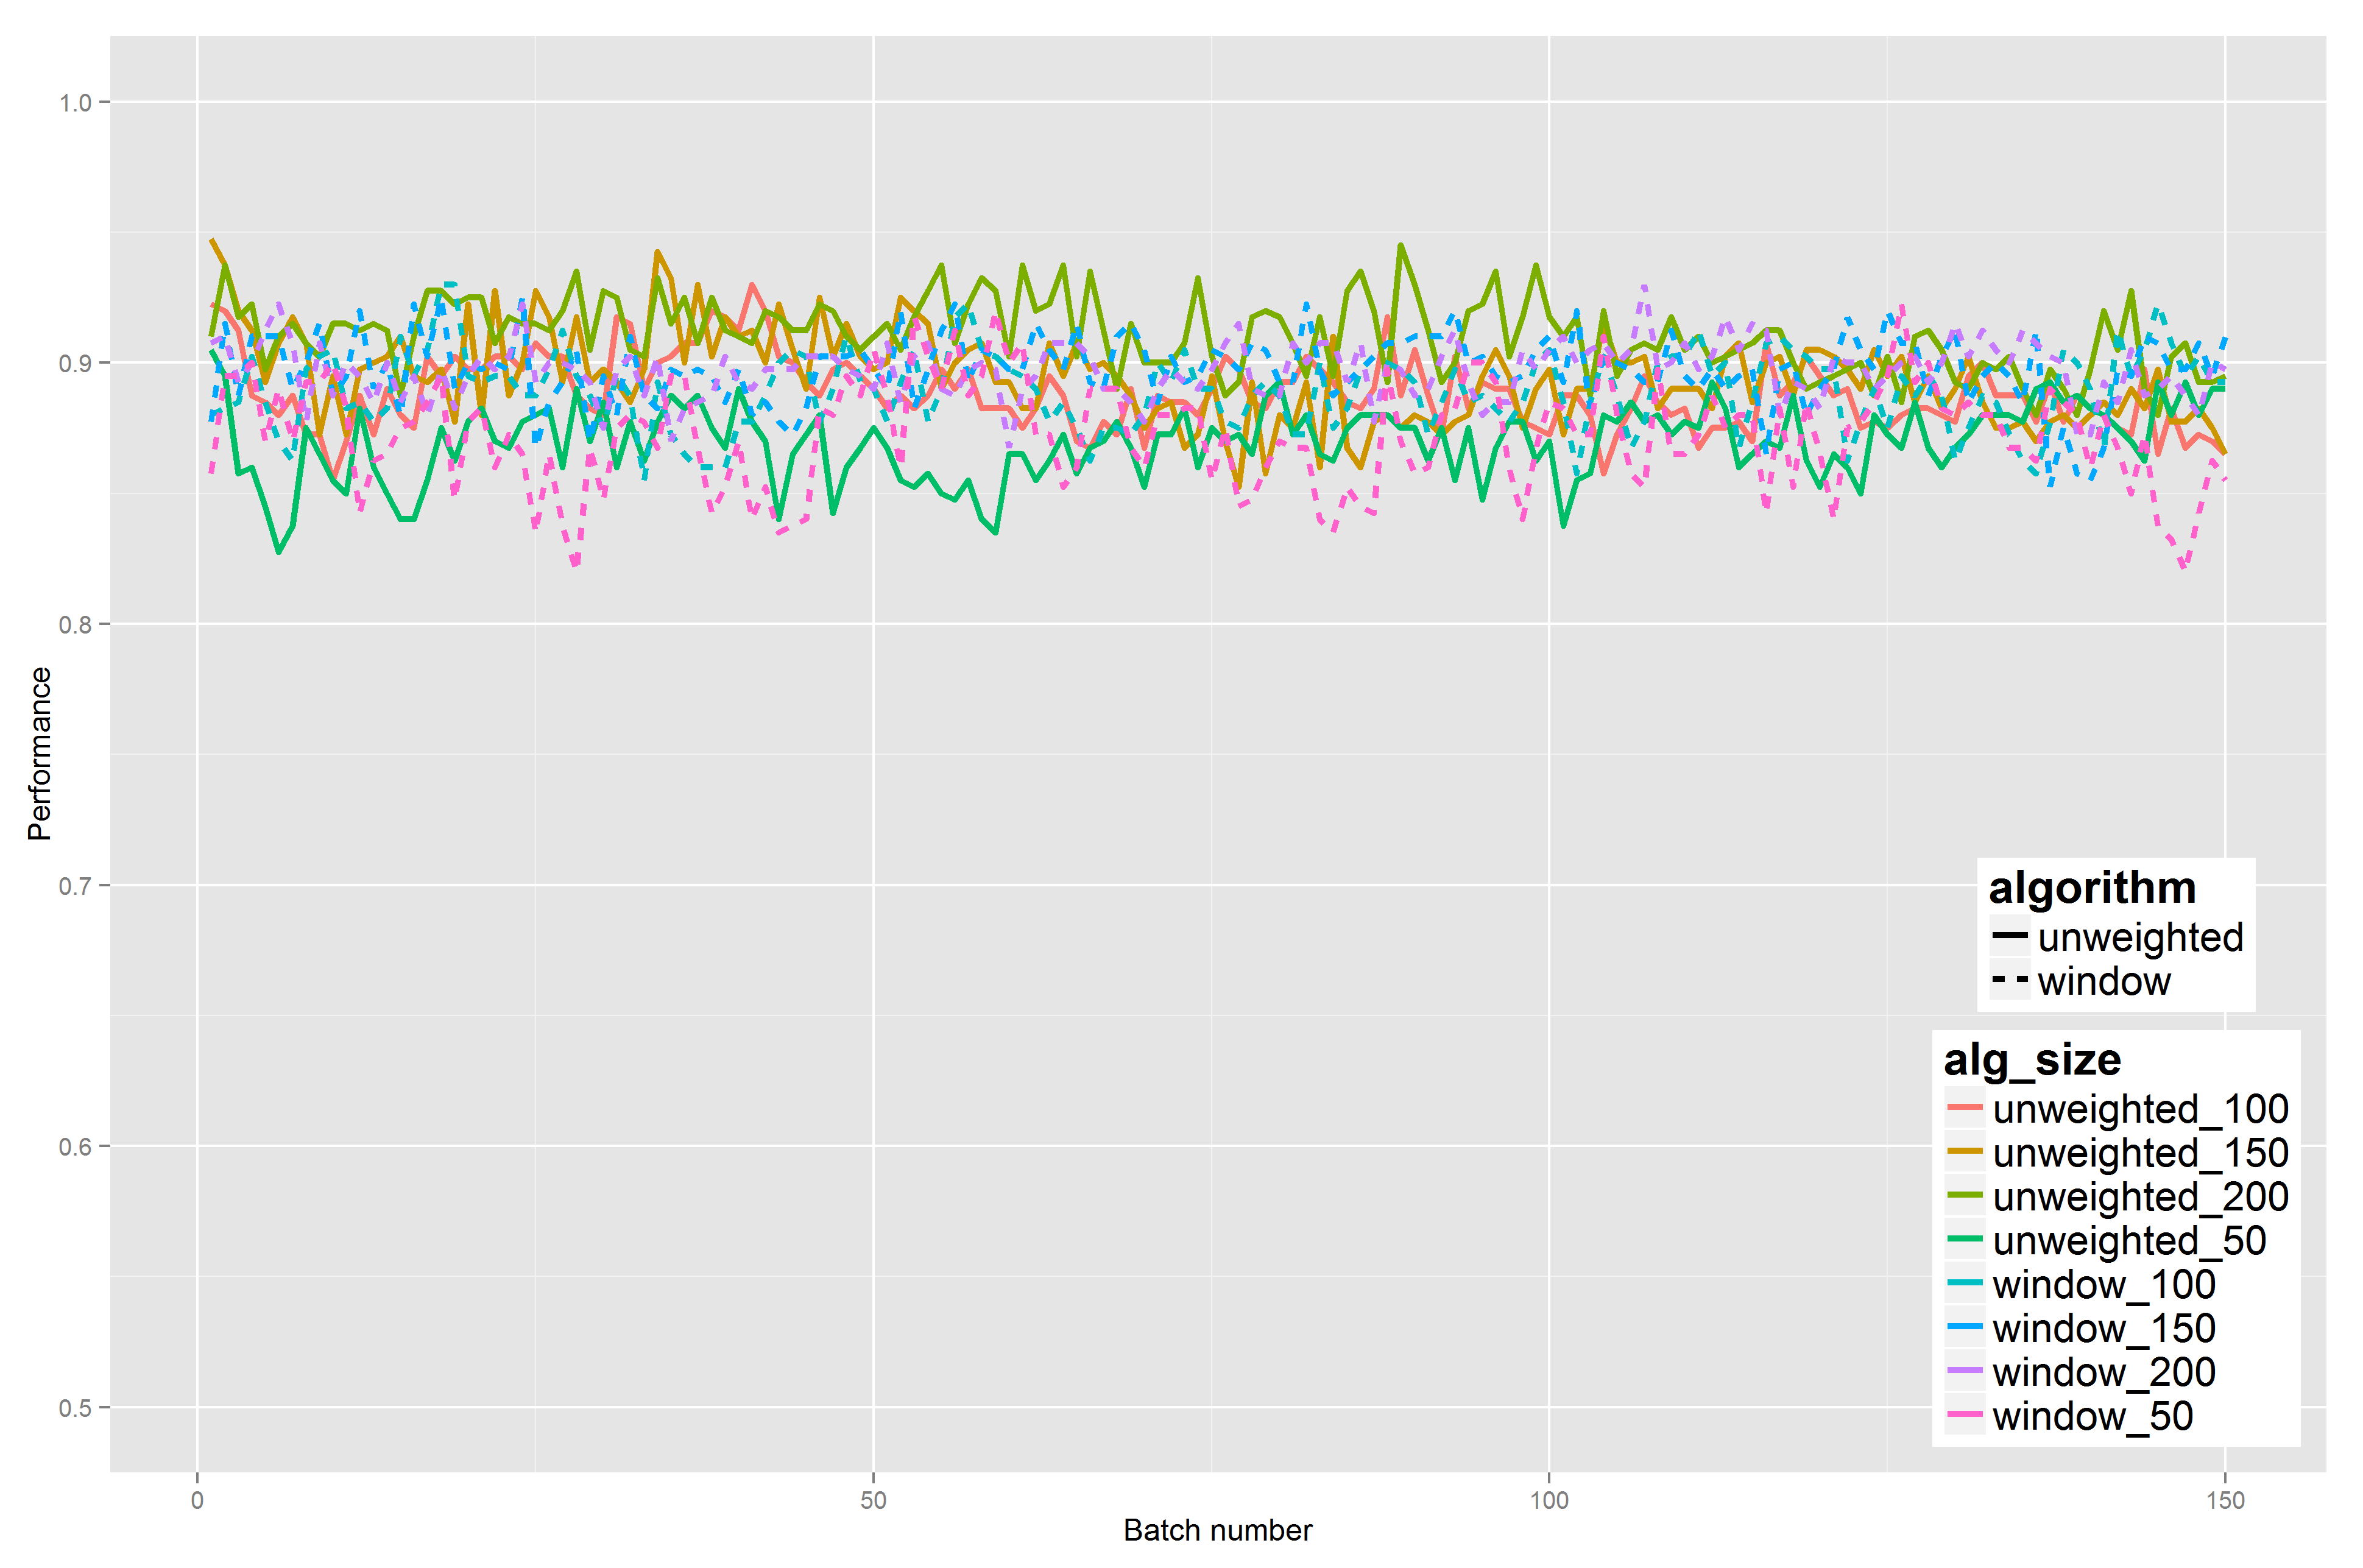 1.0
0.9
0.8
0.7
0.6
0.5
Performance
0
50
100
150
Batch number
algorithm
unweighted
window
alg_size
unweighted_100
unweighted_150
unweighted_200
unweighted_50
window_100
window_150
window_200
window_50